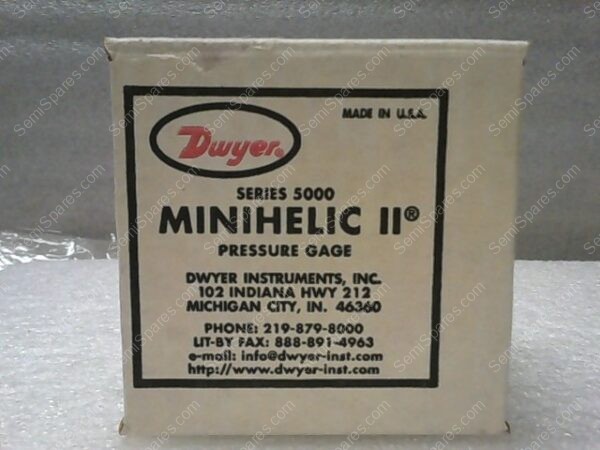 MADE IN U.S.A.
Dwyer®
SERIES 5000
MINIHELIC II®
PRESSURE GAGE
DWYER INSTRUMENTS, INC.
102 INDIANA HWY 212
MICHIGAN CITY, IN. 46360
PHONE: 219-879-8000
LIT-BY FAX: 888-891-4963
e-mail: info@dwyer-inst.com
http://www.dwyer-inst.com
SemiSpares.com